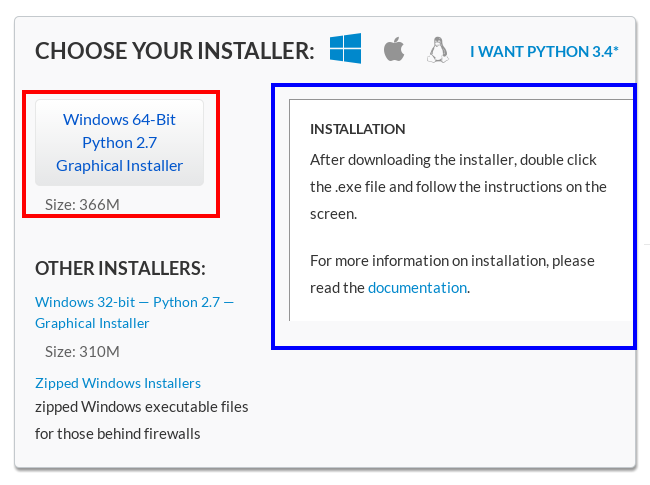 CHOOSE YOUR INSTALLER:
I WANT PYTHON 3.4*
Windows 64-Bit
Python 2.7
Graphical Installer
Size: 366M
OTHER INSTALLERS:
Windows 32-bit — Python 2.7 —
Graphical Installer
Size: 310M
Zipped Windows Installers
zipped Windows executable files
for those behind firewalls
INSTALLATION
After downloading the installer, double click
the .exe file and follow the instructions on the
screen.
For more information on installation, please
read the documentation.